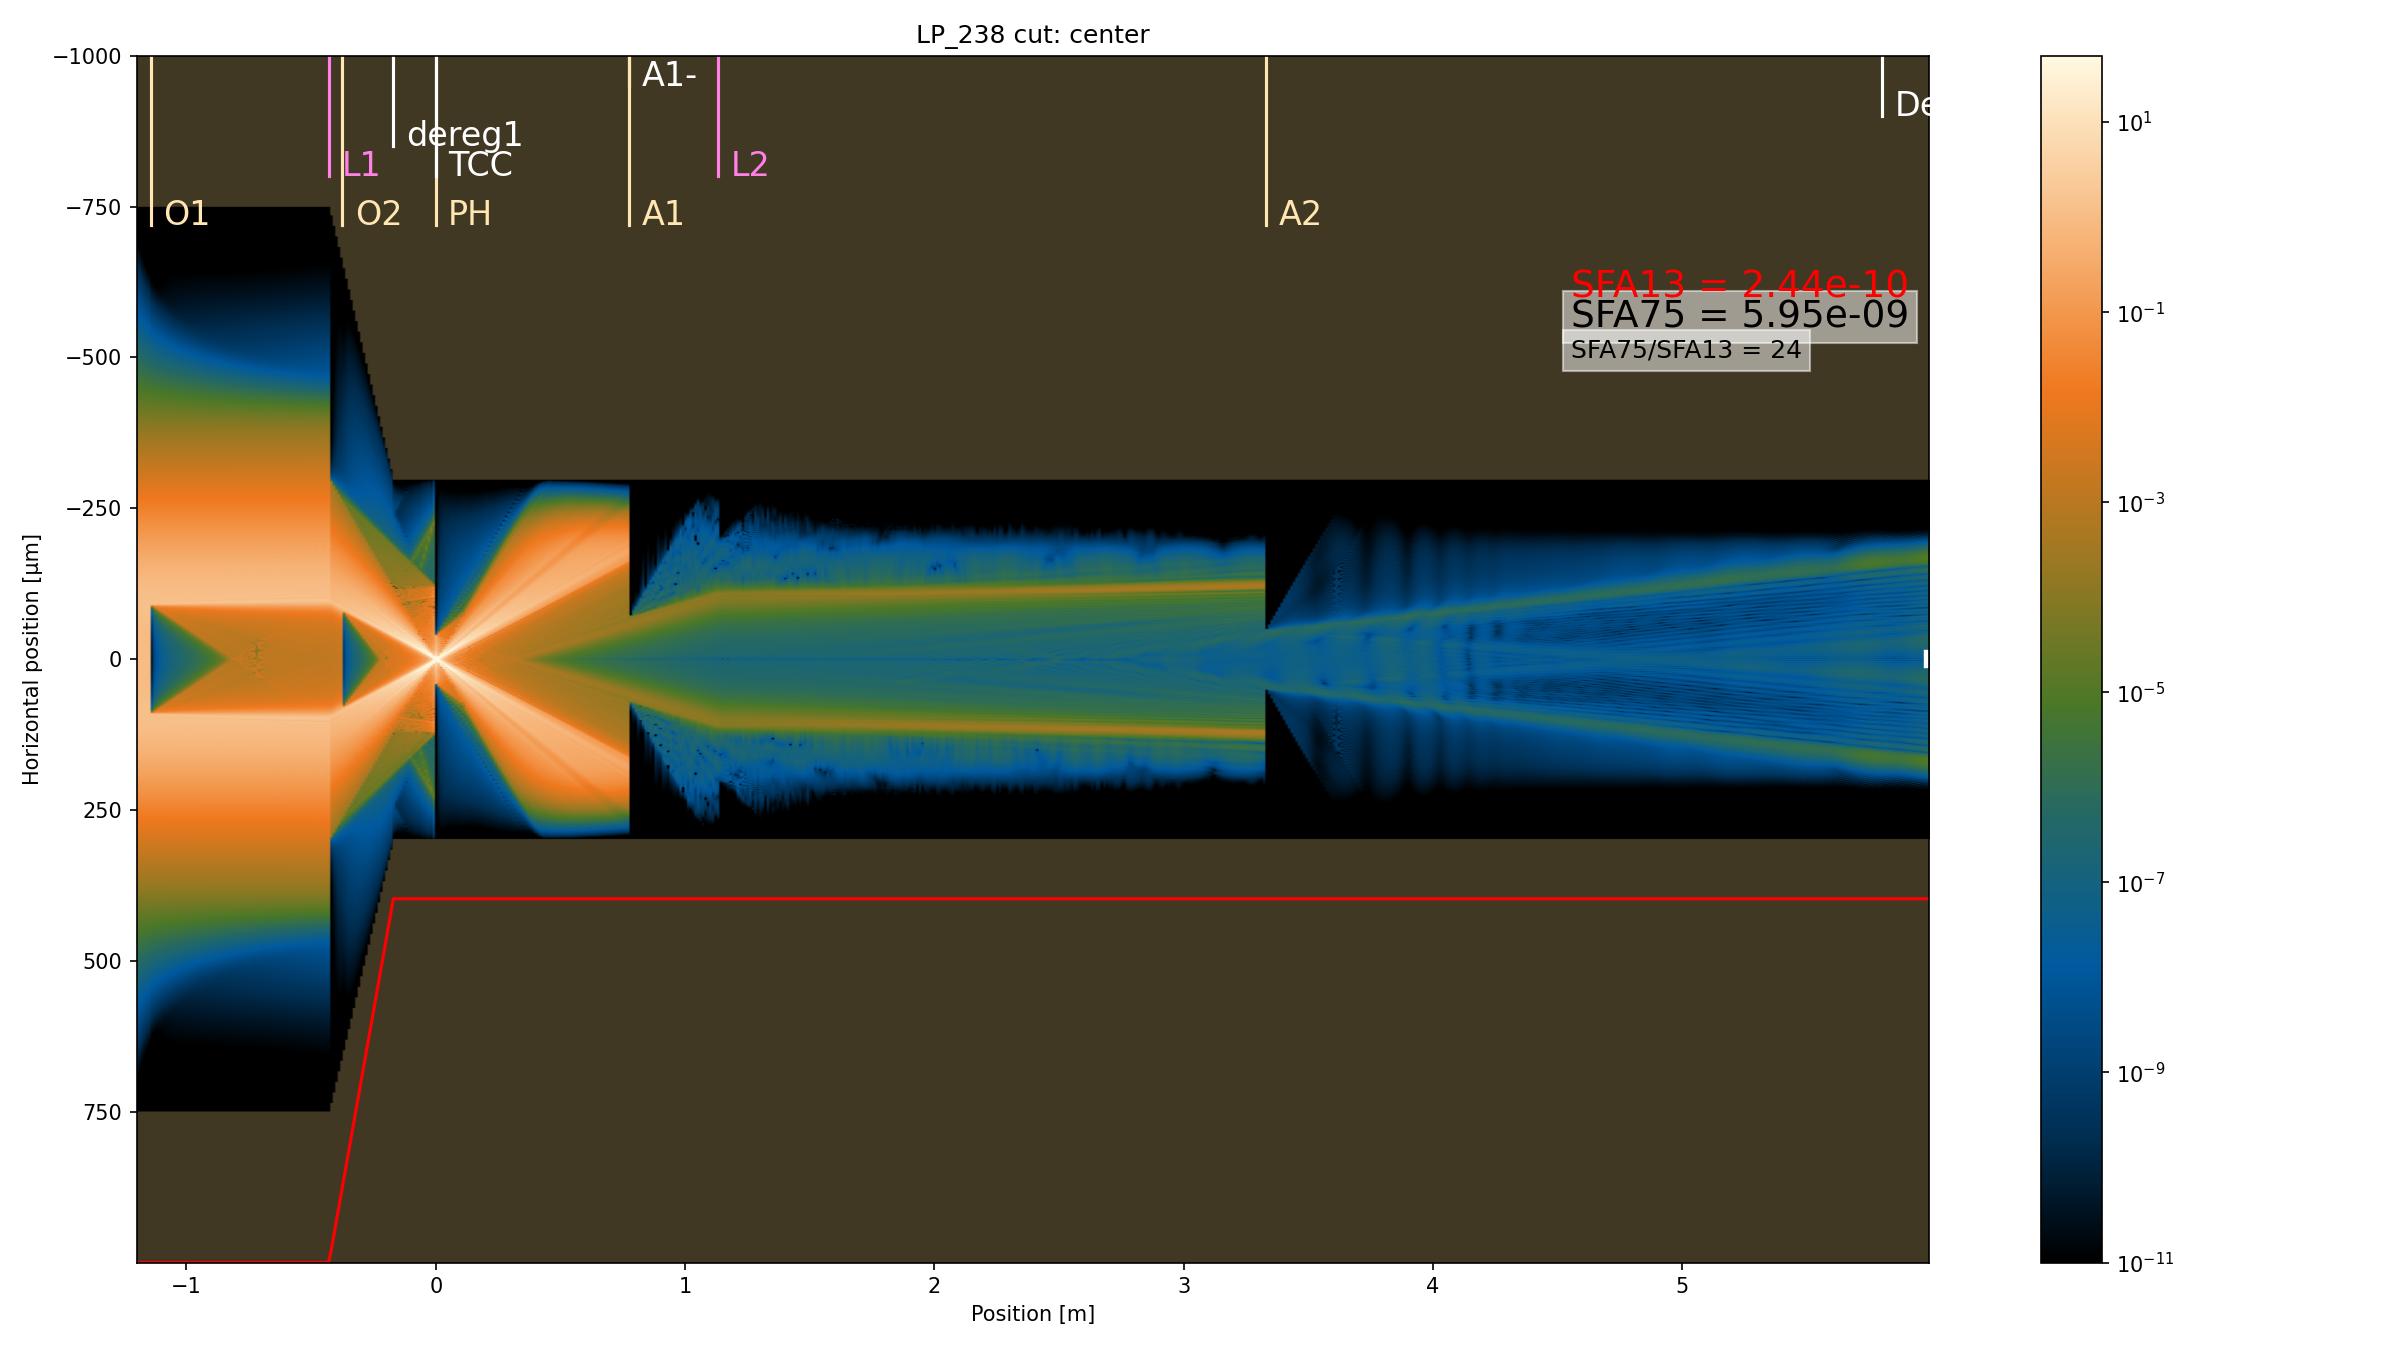 LP_238 cut: center
−1000
−750
−500
−250
0
250
500
750
Horizontal position [μm]
A1-
De
dereg1
L1
TCC
L2
O1
O2
PH
A1
A2
SFA13 = 2.44e-10
SFA75 = 5.95e-09
SFA75/SFA13 = 24
−1
0
1
2
3
4
5
Position [m]
10¹
10⁻¹
10⁻³
10⁻⁵
10⁻⁷
10⁻⁹
10⁻¹¹